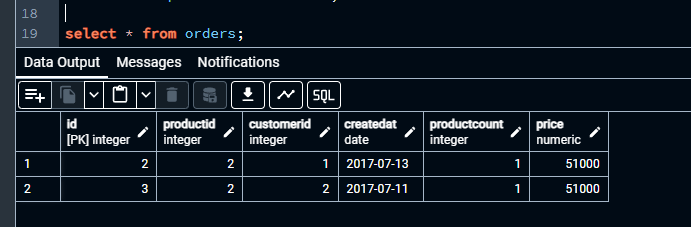 18
19 select * from orders;
Data Output Messages Notifications
SQL
id productid customerid createdat productcount price
[PK] integer integer integer date integer numeric
1 2 2 1 2017-07-13 1 51000
2 3 2 2 2017-07-11 1 51000